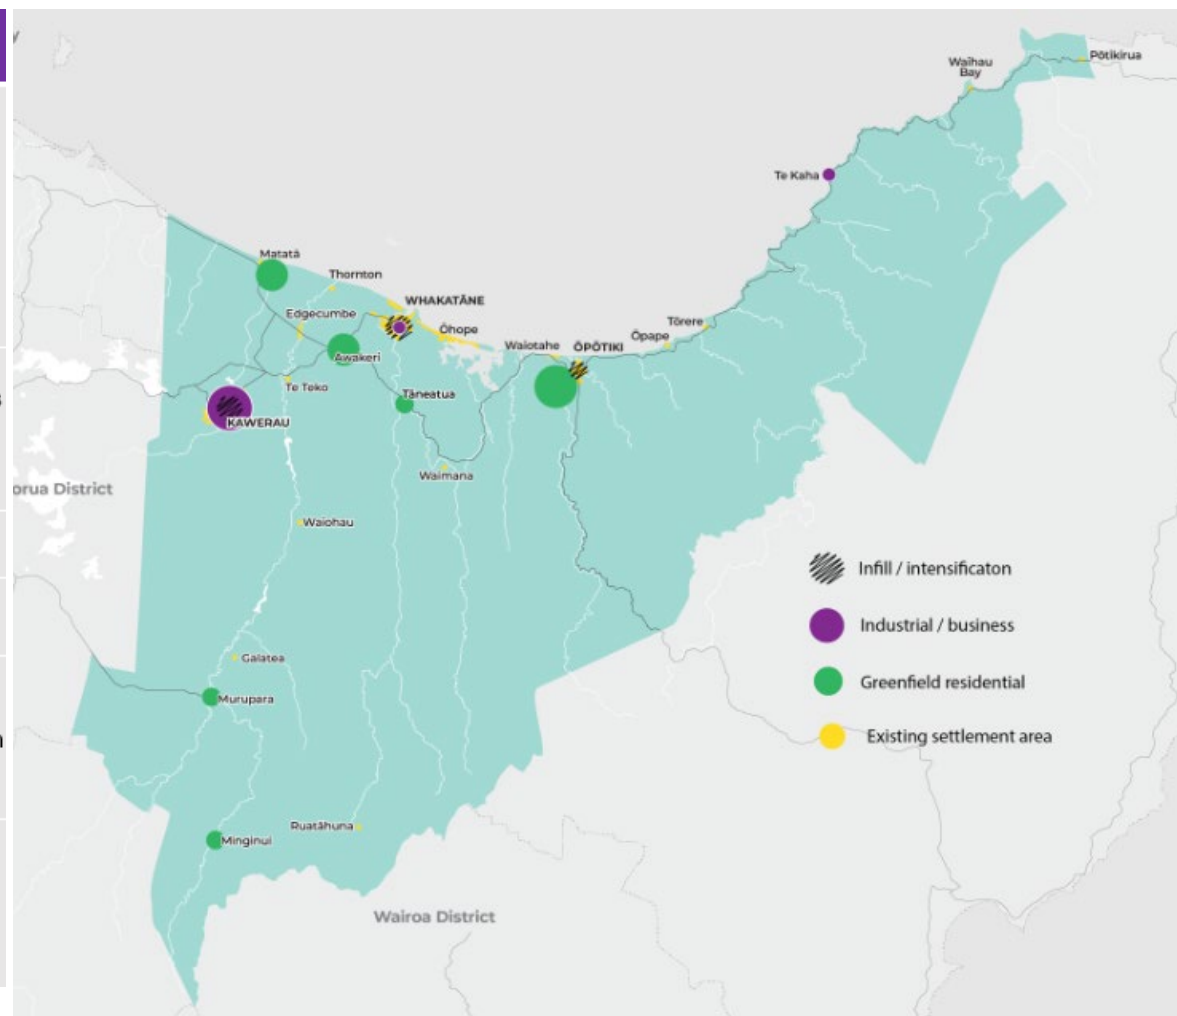 Waihau
Bay
Pōtikirua
Te Kaha
Matatā
Thornton
WHAKATĀNE
Edgecumbe
Ōhope
Tōrere
Ōpape
Waiotahe
ŌPŌTIKI
Awakeri
Te Teko
Tāneatua
KAWERAU
Waimana
orua District
Waiohau
Infill / intensificaton
Industrial / business
Galatea
Greenfield residential
Murupara
Existing settlement area
Ruatāhuna
Minginui
Wairoa District